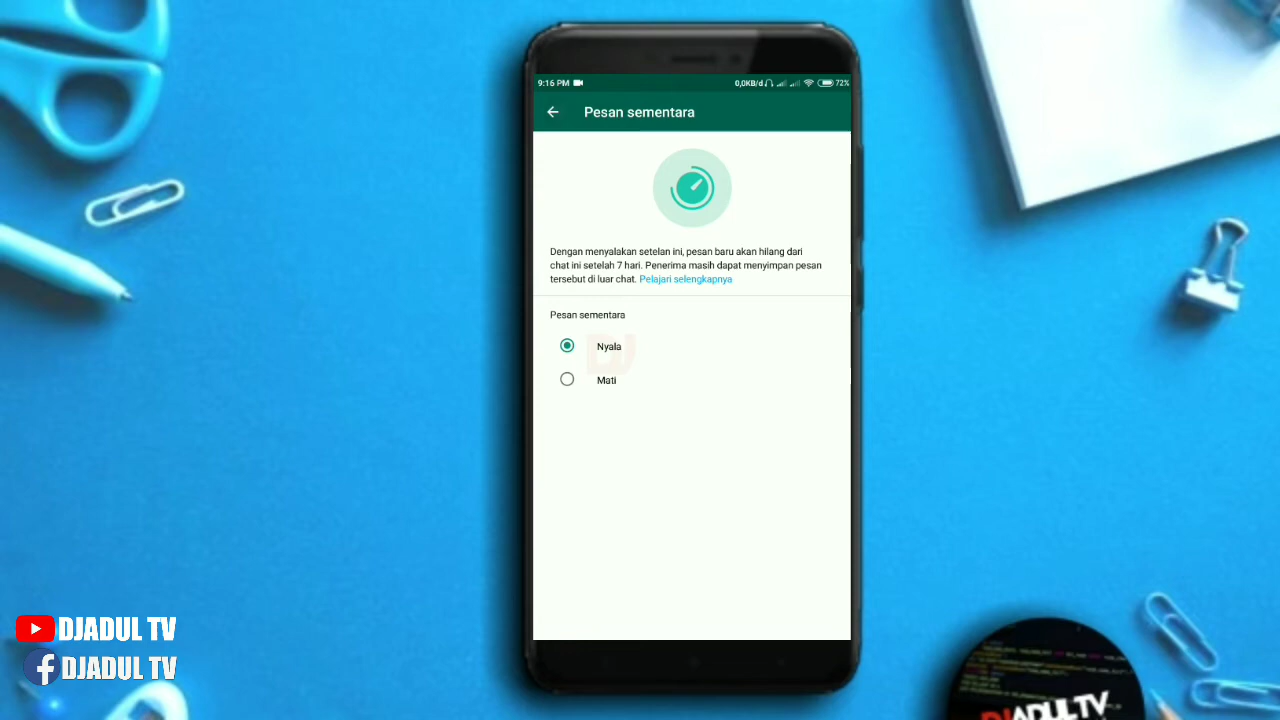 9:16 PM
0,0KB/d
72%
Pesan sementara
Dengan menyalakan setelan ini, pesan baru akan hilang dari
chat ini setelah 7 hari. Penerima masih dapat menyimpan pesan
tersebut di luar chat. Pelajari selengkapnya
Pesan sementara
Nyala
Mati
DJADUL TV
DJADUL TV
DJADUL TV